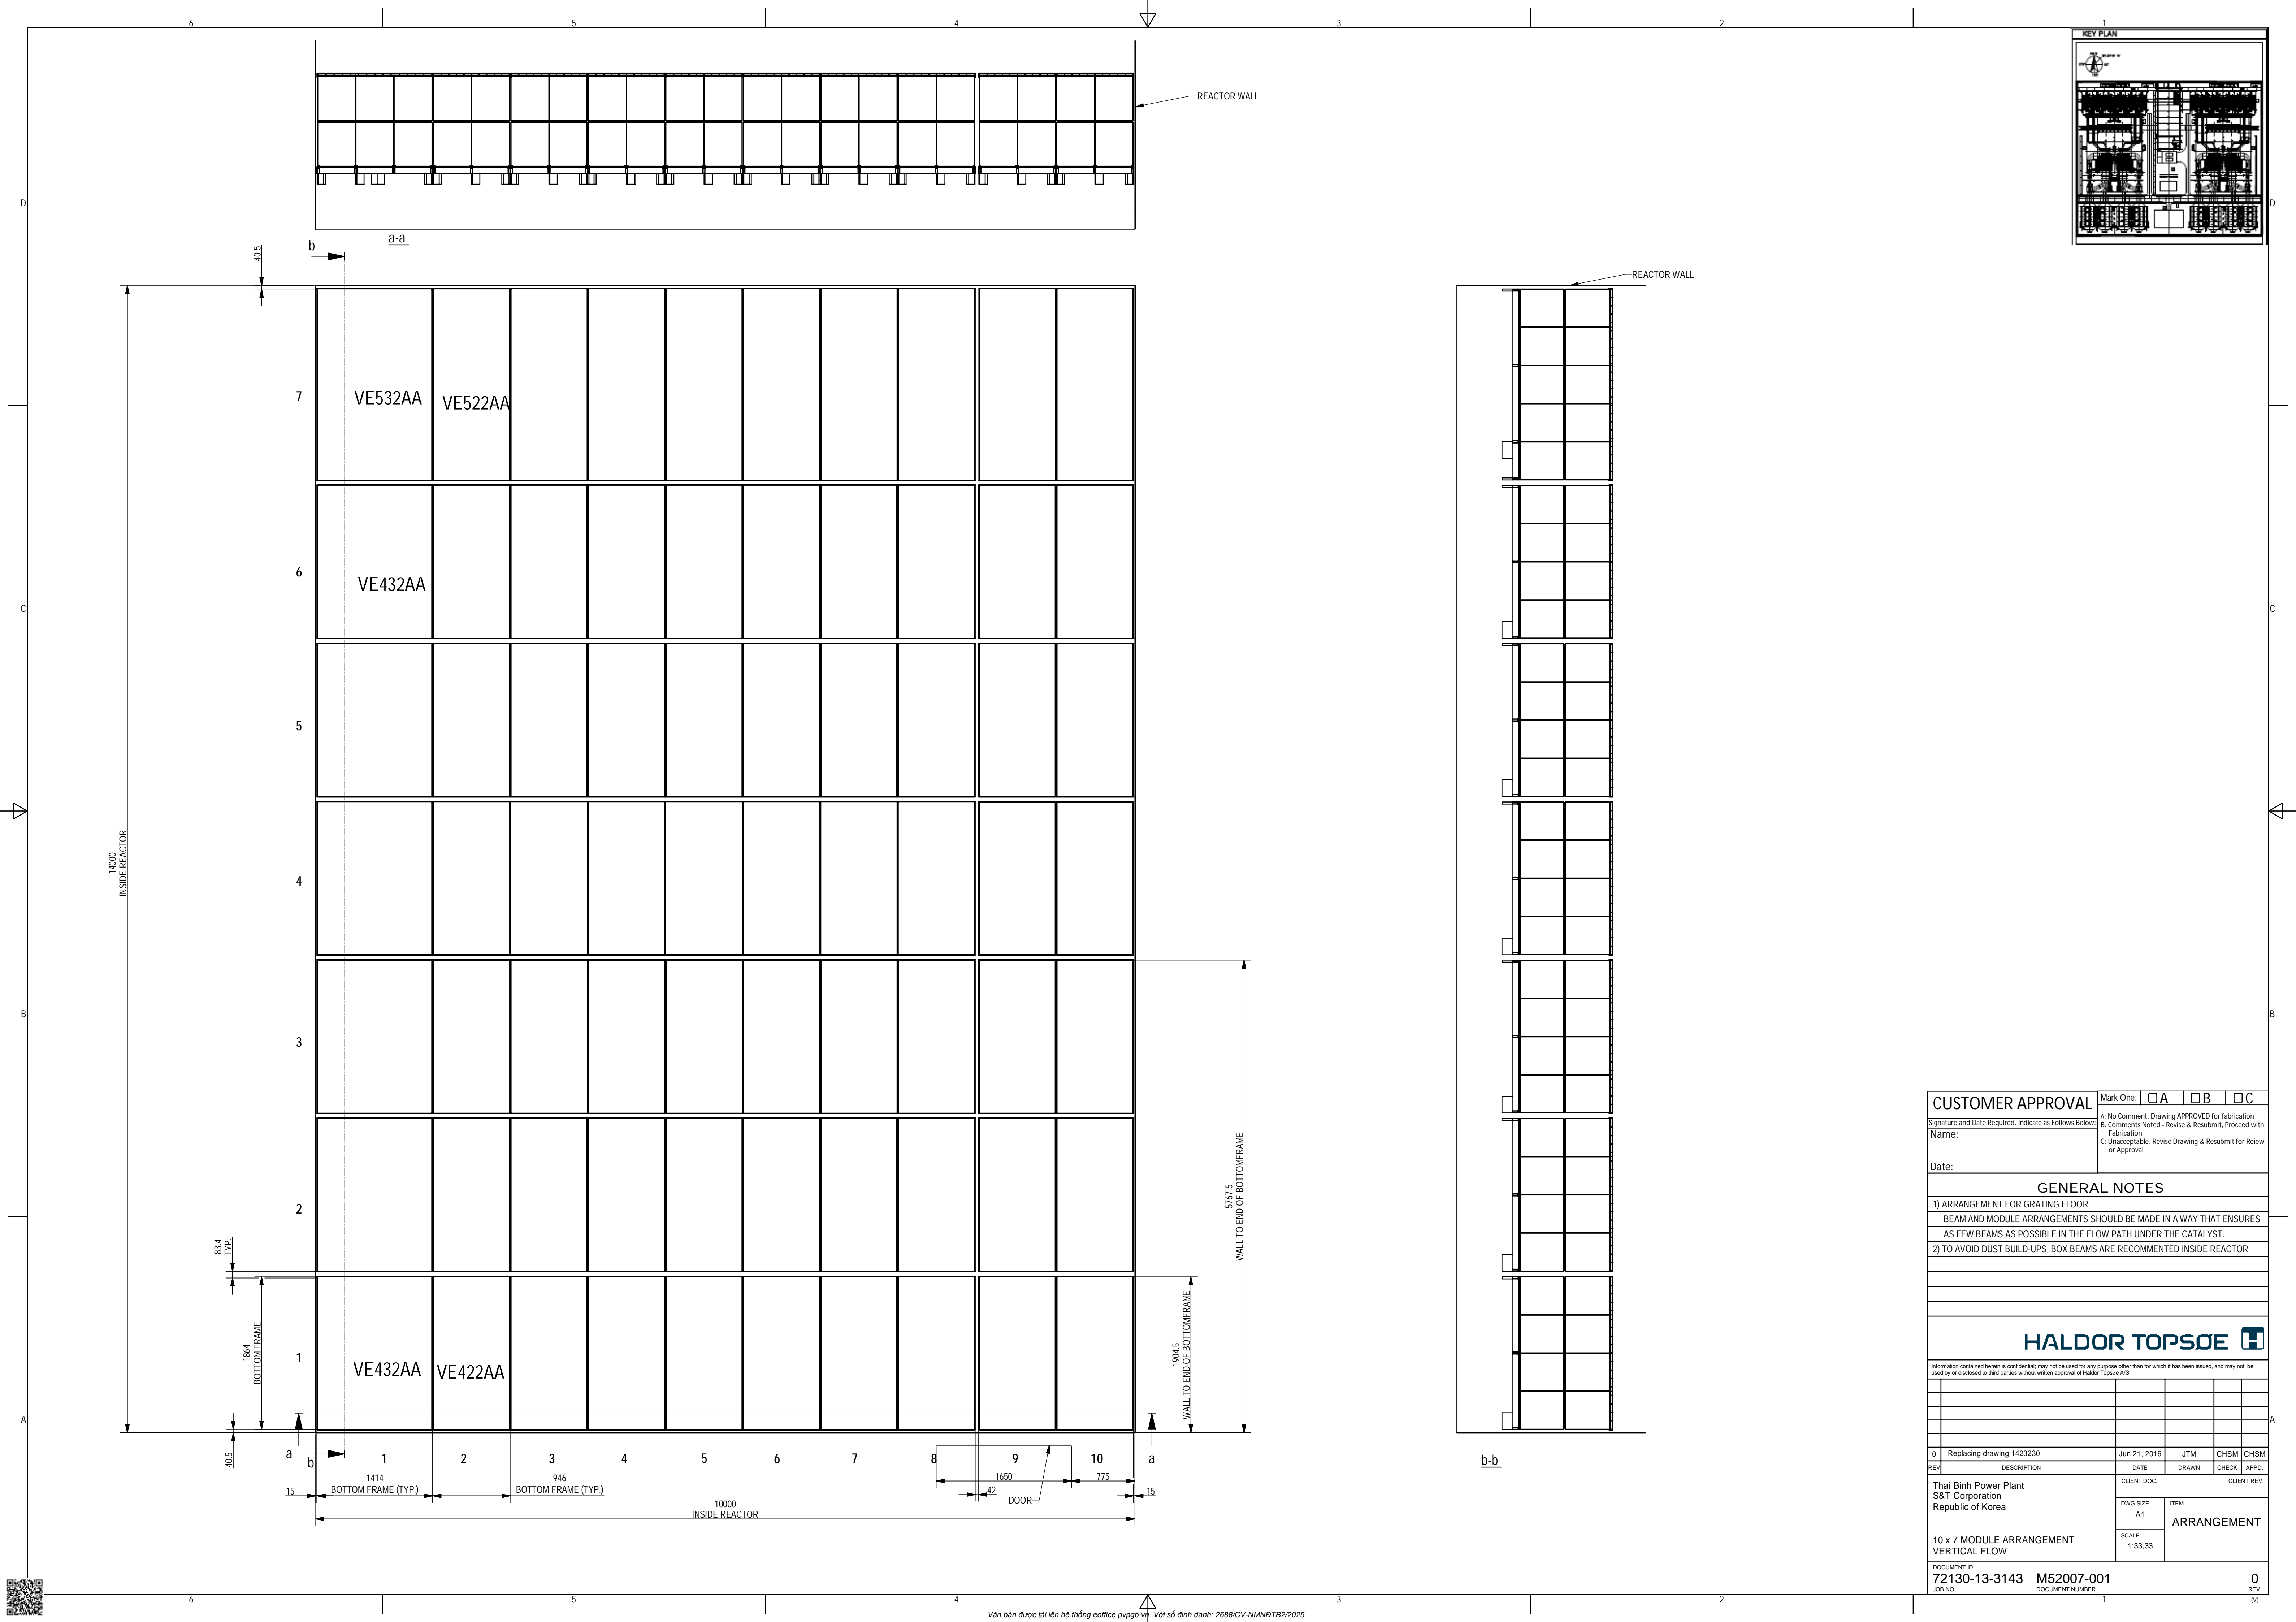 6 5 4 3 2 1
KEY PLAN
REACTOR WALL
D D
a-a
b
40.5
REACTOR WALL
7
VE532AA VE522AA
6
VE432AA
C C
5
14000
INSIDE REACTOR
4
B B
3
5767.5
WALL TO END OF BOTTOMFRAME
2
83.4
TYP.
1864
BOTTOM FRAME
1904.5
WALL TO END OF BOTTOMFRAME
1
VE432AA VE422AA
A A
40.5
a b 1 2 3 4 5 6 7 8 9 10 a
b-b
1414
BOTTOM FRAME (TYP.)
946
BOTTOM FRAME (TYP.)
1650 775
15 42 15
DOOR
10000
INSIDE REACTOR
CUSTOMER APPROVAL
Mark One: A B C
Signature and Date Required. Indicate as Follows Below:
Name:
Date:
A: No Comment. Drawing APPROVED for fabrication
B: Comments Noted - Revise & Resubmit, Proceed with
Fabrication
C: Unacceptable. Revise Drawing & Resubmit for Reiew
or Approval
GENERAL NOTES
1) ARRANGEMENT FOR GRATING FLOOR
BEAM AND MODULE ARRANGEMENTS SHOULD BE MADE IN A WAY THAT ENSURES
AS FEW BEAMS AS POSSIBLE IN THE FLOW PATH UNDER THE CATALYST.
2) TO AVOID DUST BUILD-UPS, BOX BEAMS ARE RECOMMENTED INSIDE REACTOR
HALDOR TOPSØE
Information contained herein is confidential; may not be used for any purpose other than for which it has been issued, and may not be
used by or disclosed to third parties without written approval of Haldor Topsøe A/S
0 Replacing drawing 1423230 Jun 21, 2016 JTM CHSM CHSM
REV DESCRIPTION DATE DRAWN CHECK APPD.
Thai Binh Power Plant
S&T Corporation
Republic of Korea
CLIENT DOC. CLIENT REV.
DWG SIZE
A1
ITEM
ARRANGEMENT
SCALE
1:33,33
10 x 7 MODULE ARRANGEMENT
VERTICAL FLOW
DOCUMENT ID
72130-13-3143 M52007-001 0
JOB NO. DOCUMENT NUMBER REV.
(V)
6 5 4 3 2 1
Văn bản được tải lên hệ thống eoffice.pvpgb.vn. Với số định danh: 2688/CV-NMNĐTB2/2025